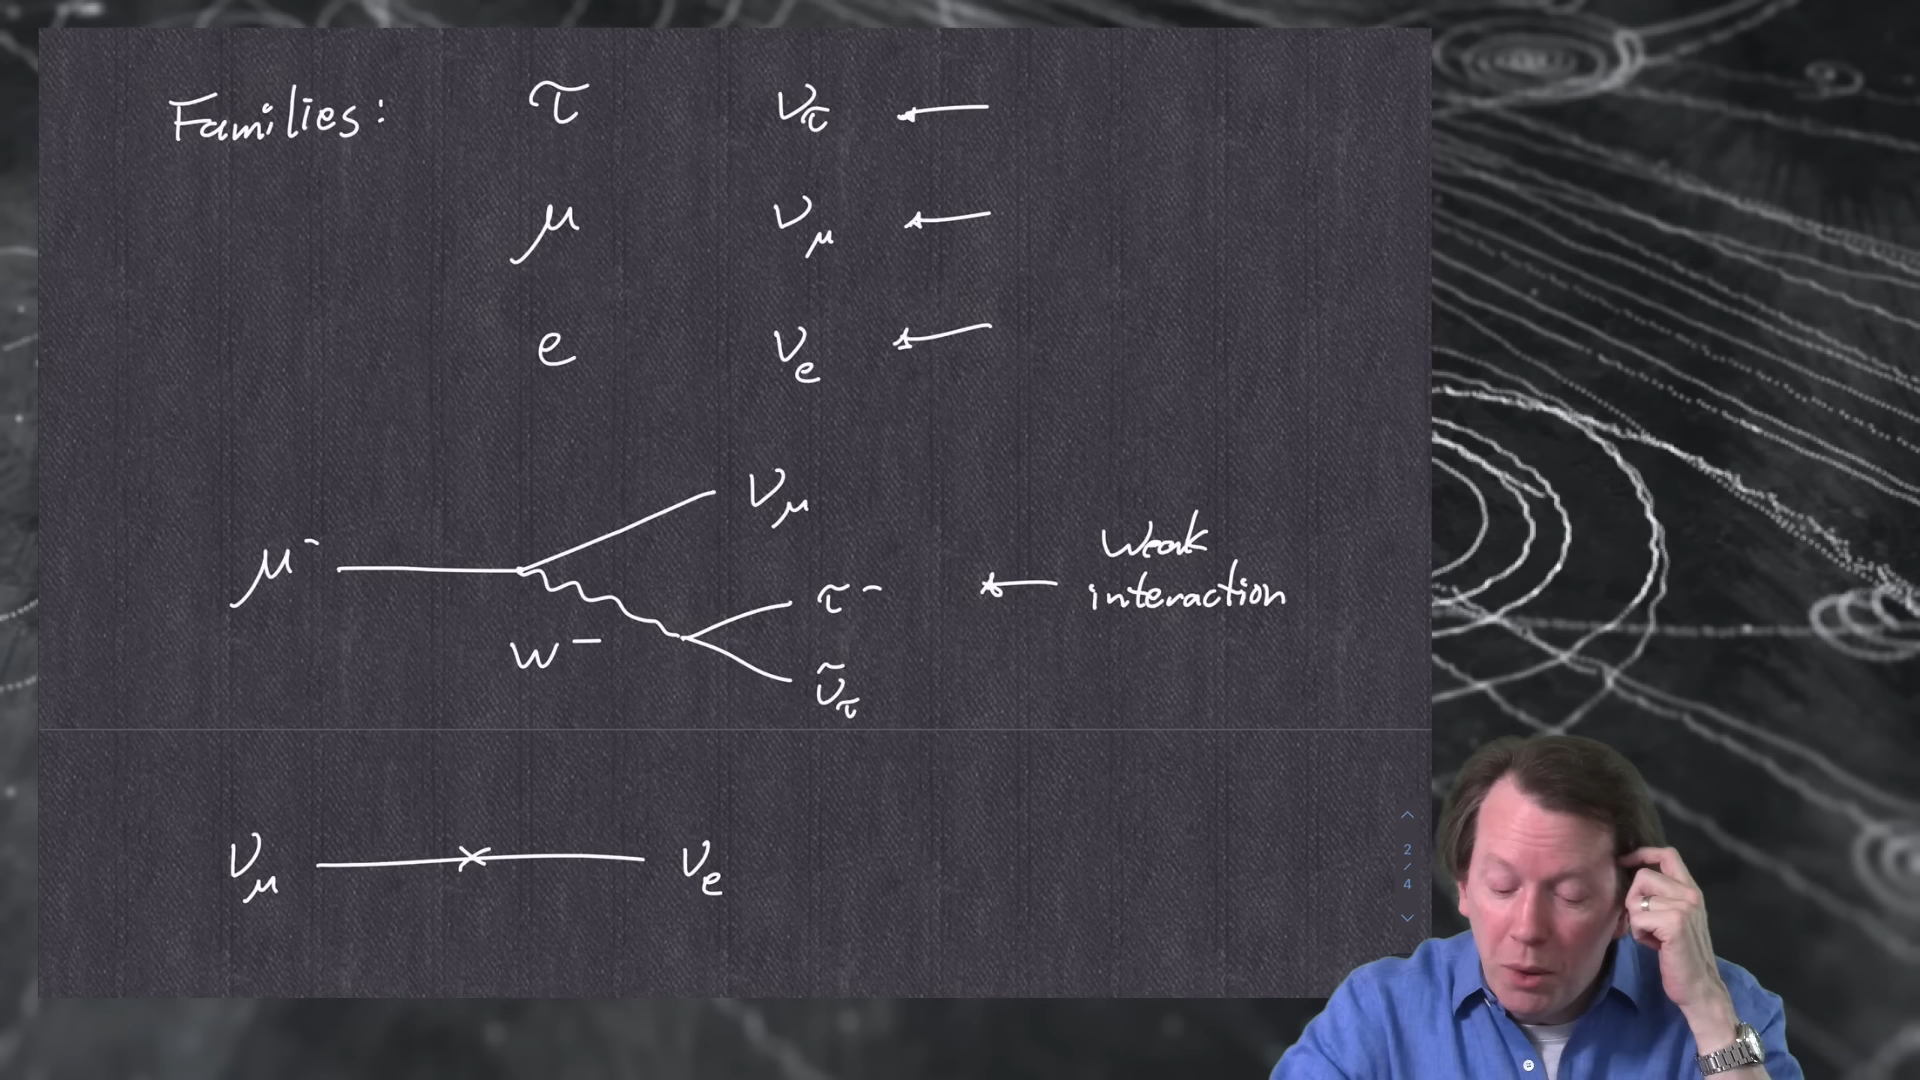 Families: τ ν_τ
μ ν_μ
e ν_e
ν_μ
μ⁻
W⁻
τ⁻
ν̃_τ
Weak
interaction
ν_μ ν_e
2
/
4